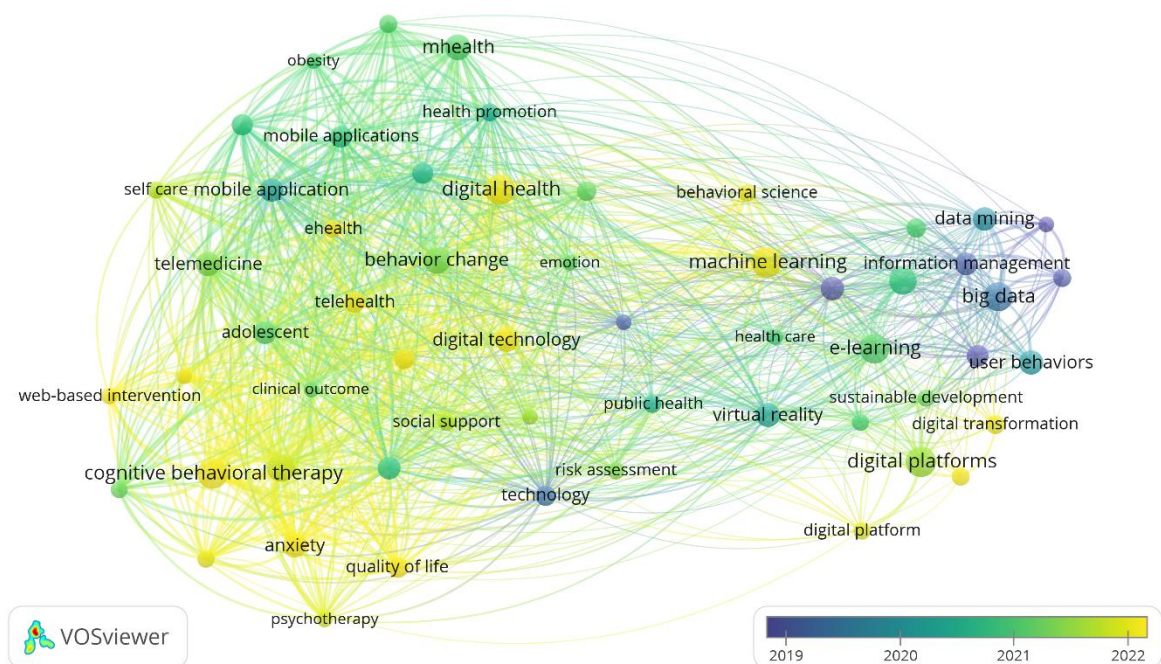 mhealth
obesity
health promotion
mobile applications
self care
mobile application
digital health
behavioral science
ehealth
data mining
telemedicine
behavior change
emotion
machine learning
information management
big data
telehealth
adolescent
digital technology
health care
e-learning
user behaviors
clinical outcome
web-based intervention
public health
sustainable development
social support
virtual reality
digital transformation
cognitive behavioral therapy
risk assessment
digital platforms
technology
digital platform
anxiety
quality of life
psychotherapy
VOSviewer
2019
2020
2021
2022